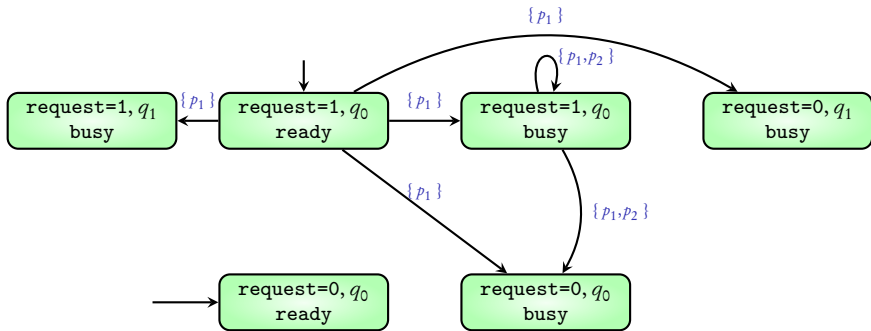 { p₁ }
{ p₁, p₂ }
request=1, q₁
busy
{ p₁ }
request=1, q₀
ready
{ p₁ }
request=1, q₀
busy
request=0, q₁
busy
{ p₁ }
{ p₁, p₂ }
request=0, q₀
ready
request=0, q₀
busy